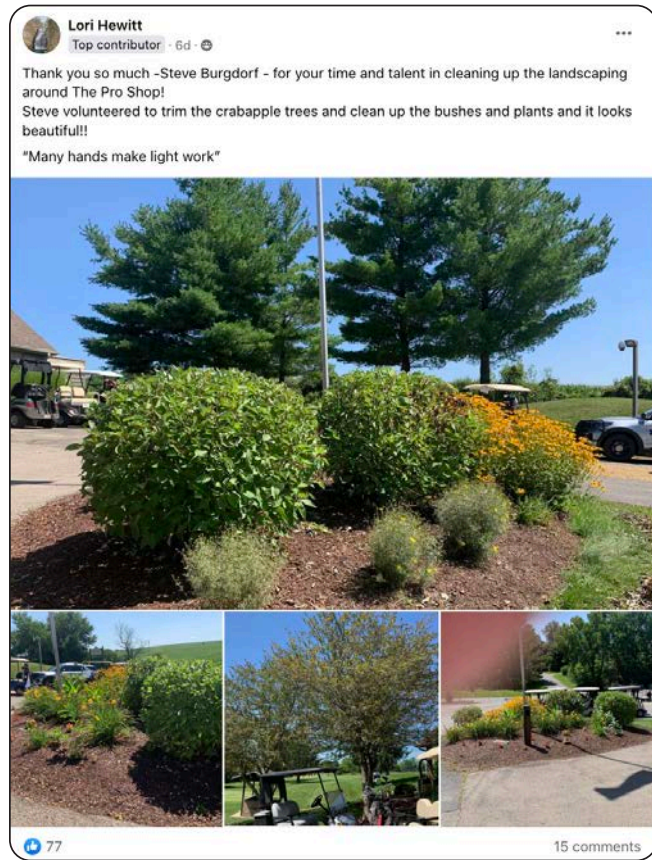 Lori Hewitt
Top contributor · 6d ·
Thank you so much -Steve Burgdorf - for your time and talent in cleaning up the landscaping
around The Pro Shop!
Steve volunteered to trim the crabapple trees and clean up the bushes and plants and it looks
beautiful!!
“Many hands make light work”
77
15 comments